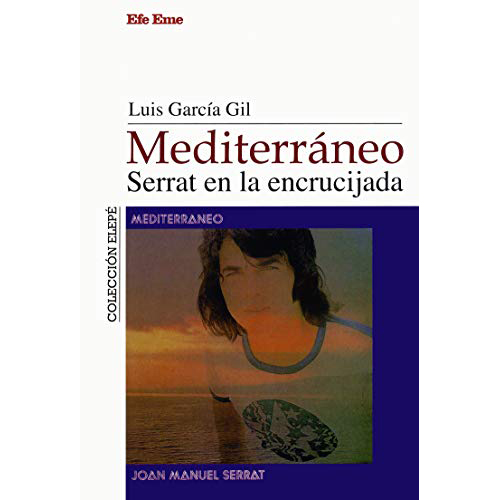 Efe Eme
Luis García Gil
Mediterráneo
Serrat en la encrucijada
COLECCIÓN ELEPÉ
MEDITERRANEO
JOAN MANUEL SERRAT